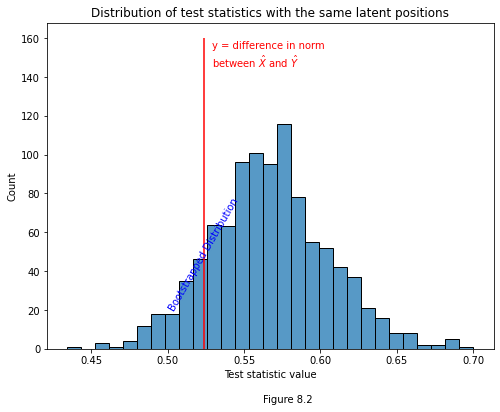 Distribution of test statistics with the same latent positions
160
140
120
100
80
60
40
20
0
Count
y = difference in norm
between X̂ and Ŷ
Bootstrapped Distribution
0.45 0.50 0.55 0.60 0.65 0.70
Test statistic value
Figure 8.2